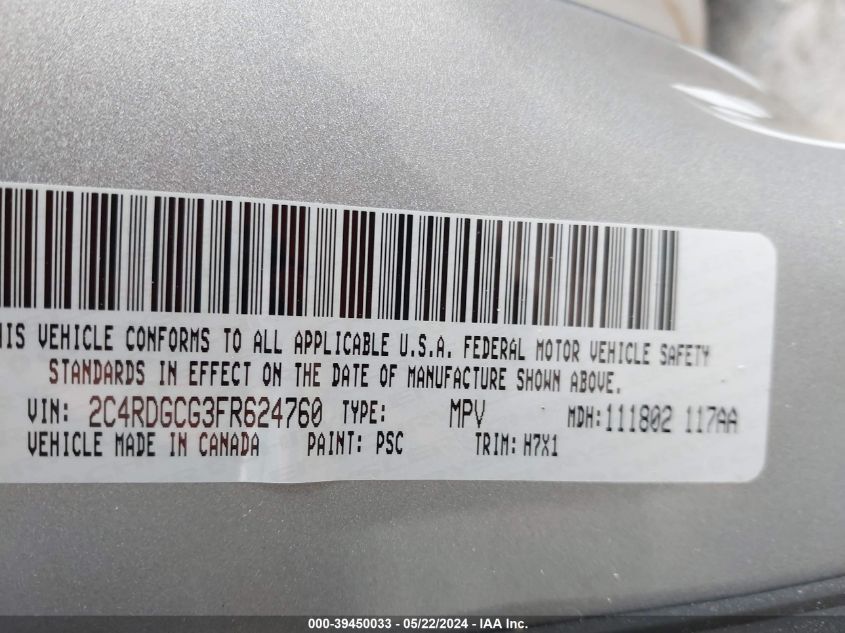 HIS VEHICLE CONFORMS TO ALL APPLICABLE U.S.A. FEDERAL MOTOR VEHICLE SAFETY
STANDARDS IN EFFECT ON THE DATE OF MANUFACTURE SHOWN ABOVE.
VIN: 2C4RDGCG3FR624760 TYPE: MPV MDH:111802 117AA
VEHICLE MADE IN CANADA PAINT: PSC TRIM: H7X1
000-39450033 - 05/22/2024 - IAA Inc.